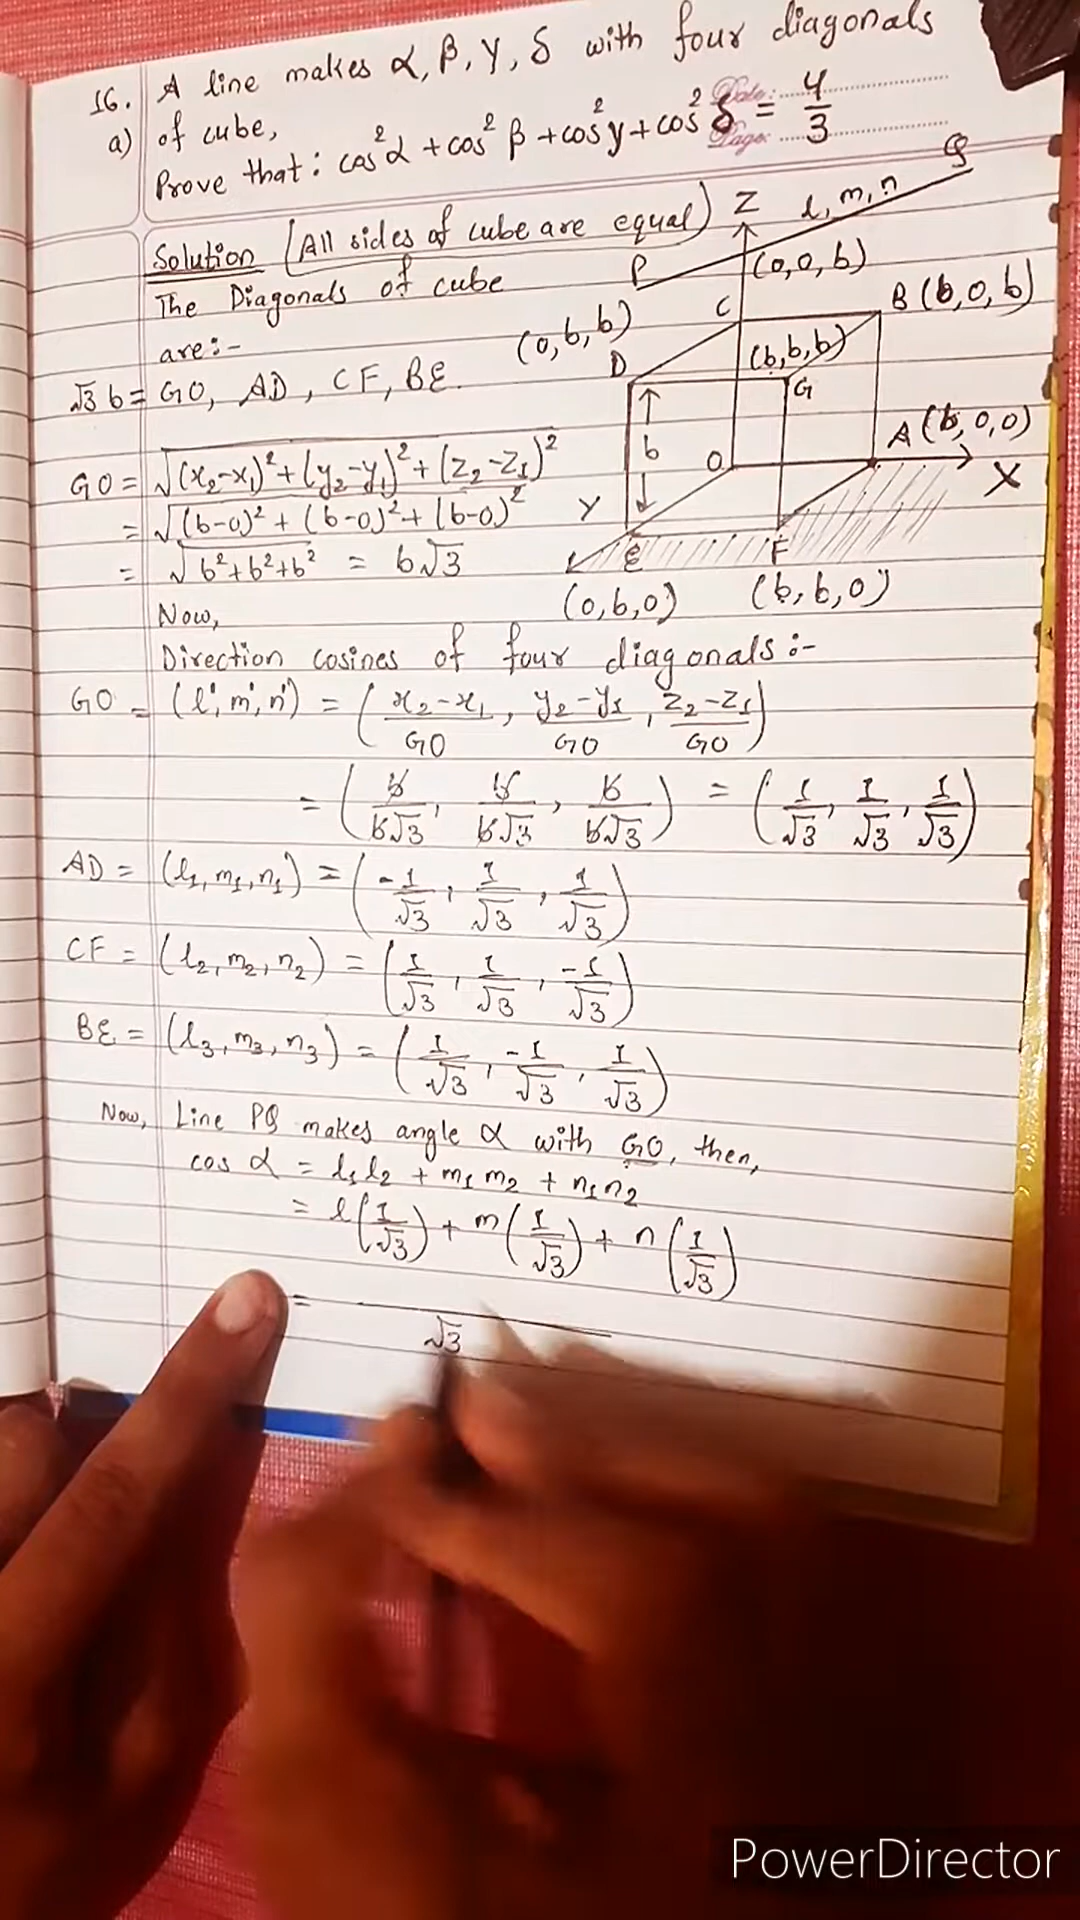 16. A line makes α, β, γ, δ with four diagonals
a) of cube,
Prove that : cos²α + cos²β + cos²γ + cos²δ = 4/3
Date:
Page:
Solution (All sides of cube are equal)
The Diagonals of cube
are:-
√3 b = GO, AD, CF, BE.
Z
l, m, n
Q
P
(0,0,b)
C
B (b,0,b)
(0,b,b)
D
(b,b,b)
G
b
O
A (b,0,0)
X
Y
E
F
(0,b,0)
(b,b,0)
GO = √(x₂-x₁)² + (y₂-y₁)² + (z₂-z₁)²
= √(b-0)² + (b-0)² + (b-0)²
= √b²+b²+b² = b√3
Now,
Direction cosines of four diagonals :-
GO = (l', m', n') = (x₂-x₁/GO, y₂-y₁/GO, z₂-z₁/GO)
= (b/b√3, b/b√3, b/b√3) = (1/√3, 1/√3, 1/√3)
AD = (l₁, m₁, n₁) = (-1/√3, 1/√3, 1/√3)
CF = (l₂, m₂, n₂) = (1/√3, 1/√3, -1/√3)
BE = (l₃, m₃, n₃) = (1/√3, -1/√3, 1/√3)
Now, Line PQ makes angle α with GO, then,
cos α = l₁l₂ + m₁m₂ + n₁n₂
= l(1/√3) + m(1/√3) + n(1/√3)
= /√3
PowerDirector